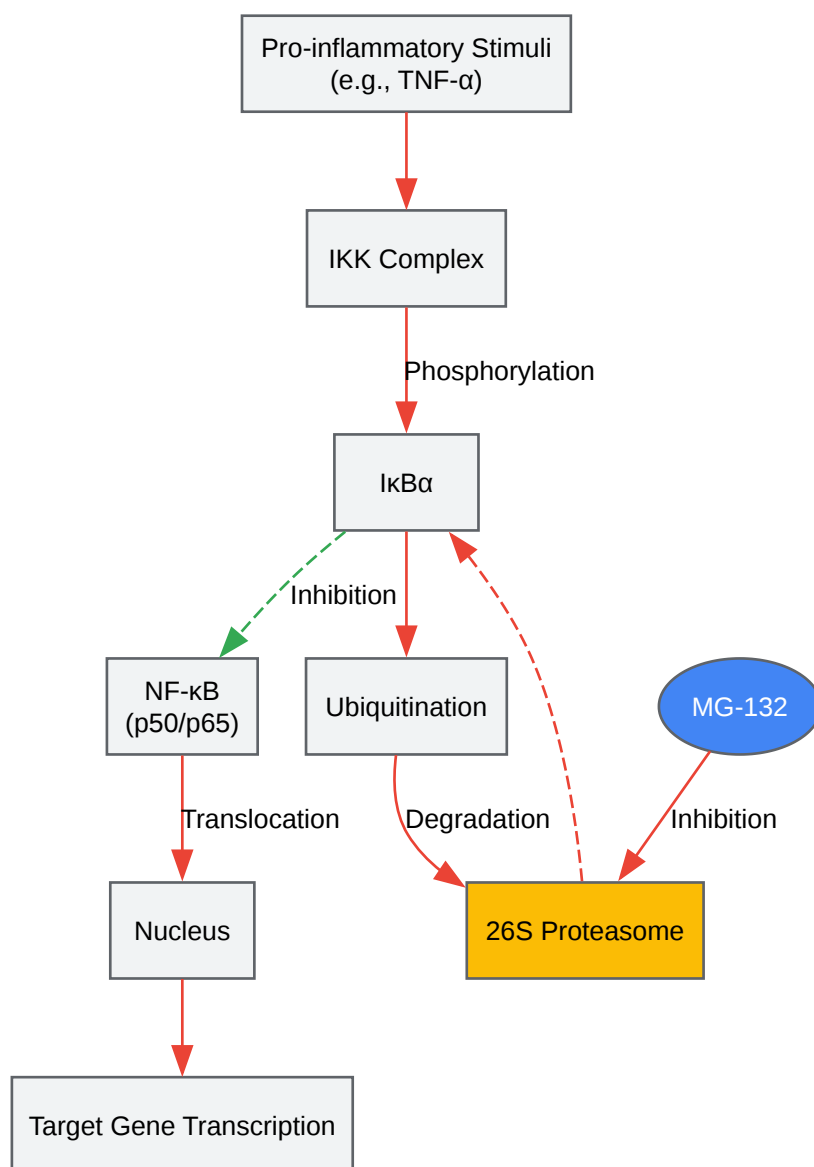 Pro-inflammatory Stimuli
(e.g., TNF-α)
IKK Complex
Phosphorylation
IκBα
Inhibition
NF-κB
(p50/p65)
Ubiquitination
MG-132
Translocation
Degradation
Inhibition
Nucleus
26S Proteasome
Target Gene Transcription